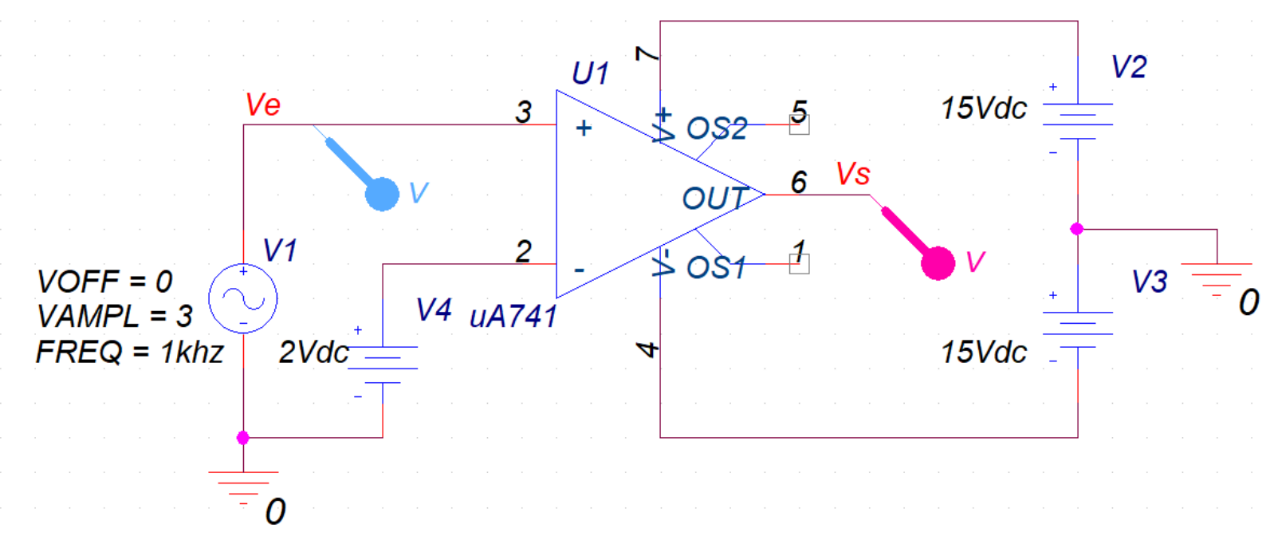 7
U1
V2
Ve
3
+
V+
OS2
5
15Vdc
+
-
V
OUT
6
Vs
V1
2
-
V-
OS1
1
V
VOFF = 0
VAMPL = 3
FREQ = 1khz
+
-
V4
uA741
+
2Vdc
-
4
V3
+
15Vdc
-
0
0